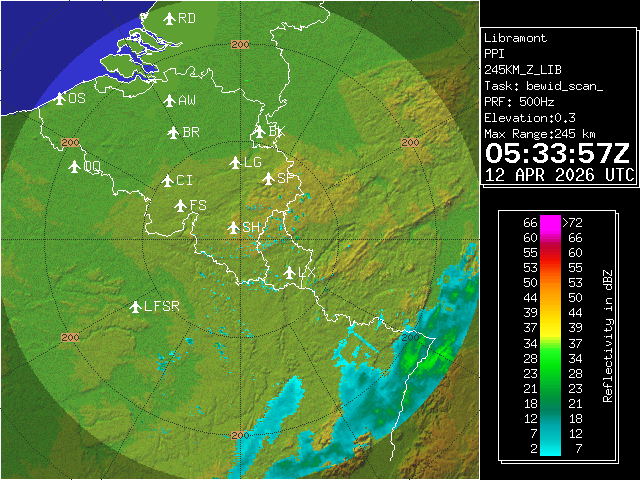 RD
200
OS
AW
BR
BK
200
200
QQ
LG
CI
SP
FS
SH
LX
LFSR
200
200
200
Libramont
PPI
245KM_Z_LIB
Task: bewid_scan_
PRF: 500Hz
Elevation:0.3
Max Range:245 km
05:33:57Z
12 APR 2026 UTC
66 >72
60 66
55 60
53 55
50 53
44 50
39 44
37 39
34 37
28 34
23 28
21 23
18 21
12 18
7 12
2 7
Reflectivity in dBZ